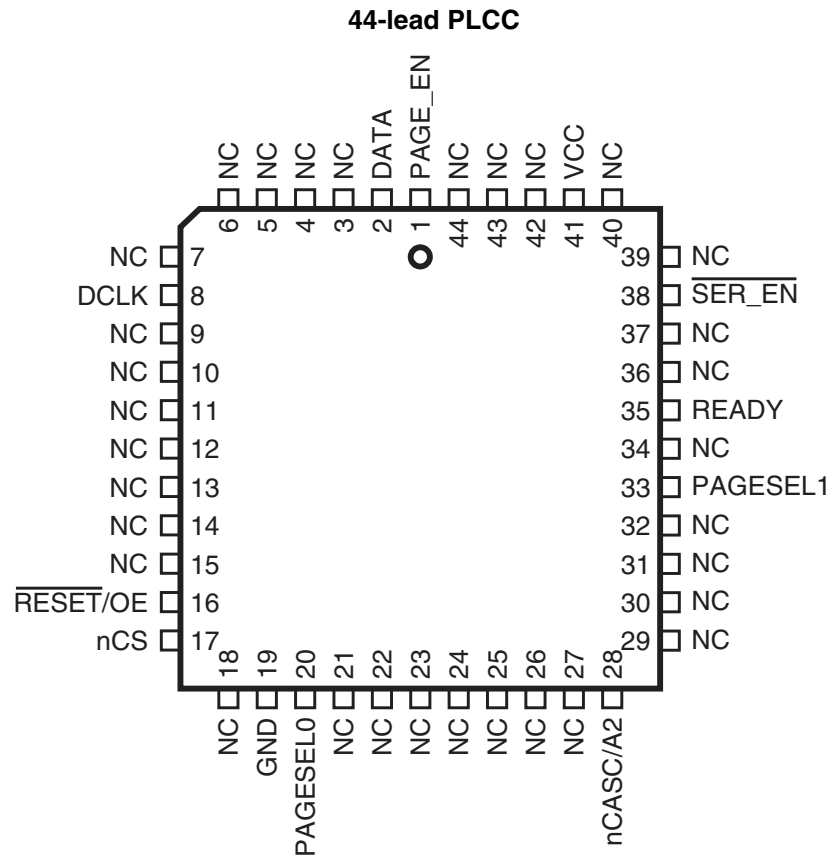 44-lead PLCC
NC
NC
NC
NC
DATA
PAGE_EN
NC
NC
NC
VCC
NC
6
5
4
3
2
1
44
43
42
41
40
NC 7
DCLK 8
NC 9
NC 10
NC 11
NC 12
NC 13
NC 14
NC 15
RESET/OE 16
nCS 17
39 NC
38 SER_EN
37 NC
36 NC
35 READY
34 NC
33 PAGESEL1
32 NC
31 NC
30 NC
29 NC
18
19
20
21
22
23
24
25
26
27
28
NC
GND
PAGESEL0
NC
NC
NC
NC
NC
NC
NC
nCASC/A2